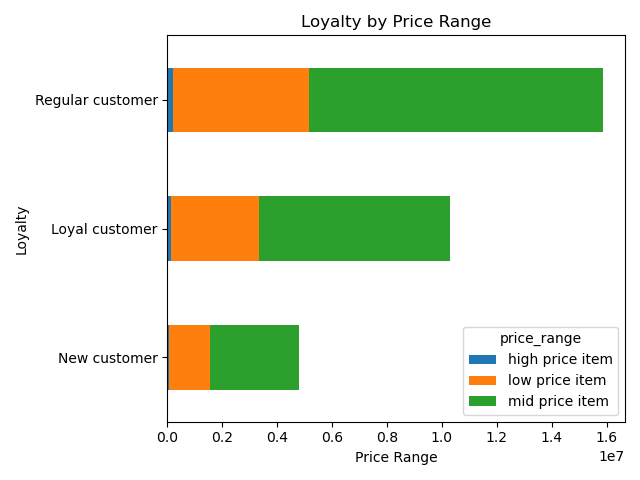 Loyalty by Price Range
Regular customer
Loyal customer
New customer
Loyalty
price_range
high price item
low price item
mid price item
0.0 0.2 0.4 0.6 0.8 1.0 1.2 1.4 1.6
1e7
Price Range